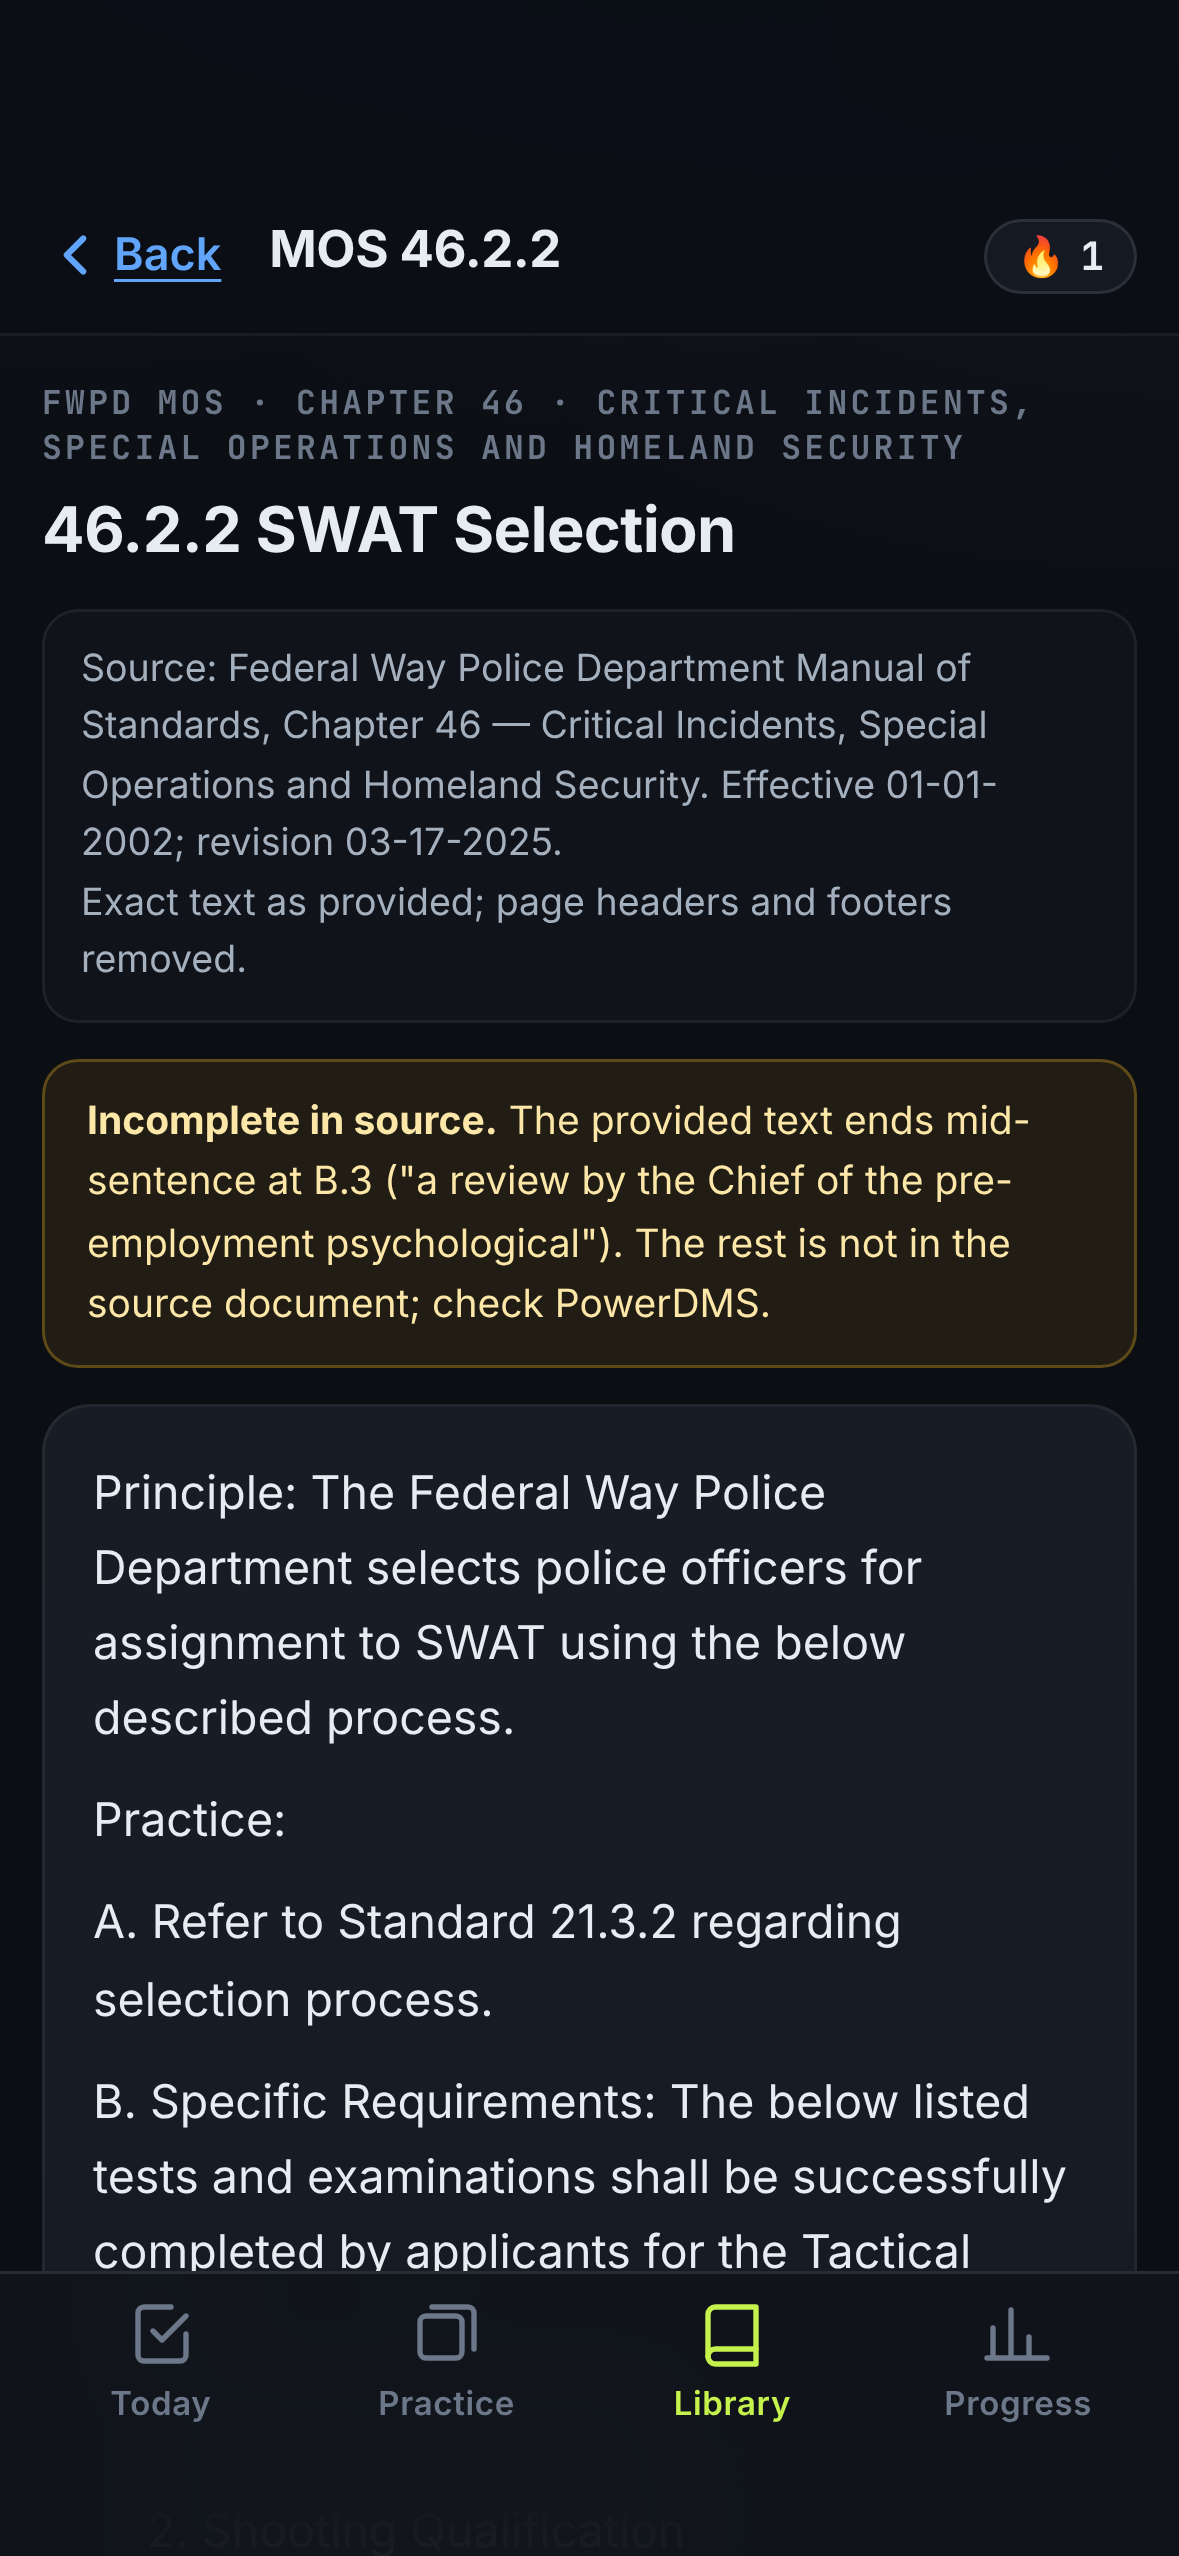 Back
MOS 46.2.2
🔥 1
FWPD MOS · CHAPTER 46 · CRITICAL INCIDENTS,
SPECIAL OPERATIONS AND HOMELAND SECURITY
46.2.2 SWAT Selection
Source: Federal Way Police Department Manual of
Standards, Chapter 46 — Critical Incidents, Special
Operations and Homeland Security. Effective 01-01-
2002; revision 03-17-2025.
Exact text as provided; page headers and footers
removed.
Incomplete in source. The provided text ends mid-
sentence at B.3 ("a review by the Chief of the pre-
employment psychological"). The rest is not in the
source document; check PowerDMS.
Principle: The Federal Way Police
Department selects police officers for
assignment to SWAT using the below
described process.
Practice:
A. Refer to Standard 21.3.2 regarding
selection process.
B. Specific Requirements: The below listed
tests and examinations shall be successfully
completed by applicants for the Tactical
Today
Practice
Library
Progress
2. Shooting Qualification